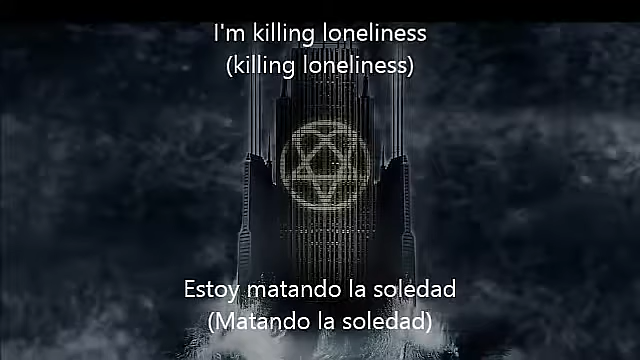 I'm killing loneliness
(killing loneliness)
Estoy matando la soledad
(Matando la soledad)